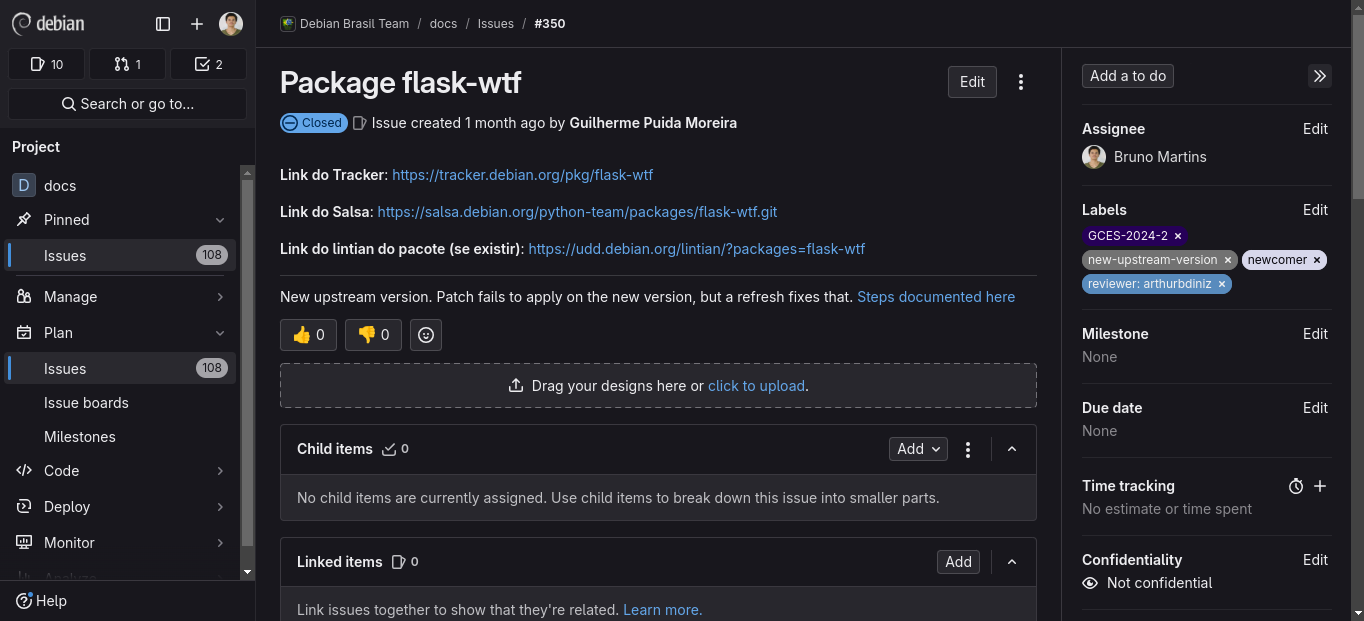 debian
10
1
2
Search or go to...
Project
D docs
Pinned
Issues 108
Manage
Plan
Issues 108
Issue boards
Milestones
Code
Deploy
Monitor
Analyze
Help
Debian Brasil Team / docs / Issues / #350
Package flask-wtf
Edit
Closed Issue created 1 month ago by Guilherme Puida Moreira
Link do Tracker: https://tracker.debian.org/pkg/flask-wtf
Link do Salsa: https://salsa.debian.org/python-team/packages/flask-wtf.git
Link do lintian do pacote (se existir): https://udd.debian.org/lintian/?packages=flask-wtf
New upstream version. Patch fails to apply on the new version, but a refresh fixes that. Steps documented here
👍 0 👎 0
Drag your designs here or click to upload.
Child items 0 Add
No child items are currently assigned. Use child items to break down this issue into smaller parts.
Linked items 0 Add
Link issues together to show that they're related. Learn more.
Add a to do
Assignee Edit
Bruno Martins
Labels Edit
GCES-2024-2 ×
new-upstream-version × newcomer ×
reviewer: arthurbdiniz ×
Milestone Edit
None
Due date Edit
None
Time tracking
No estimate or time spent
Confidentiality Edit
Not confidential